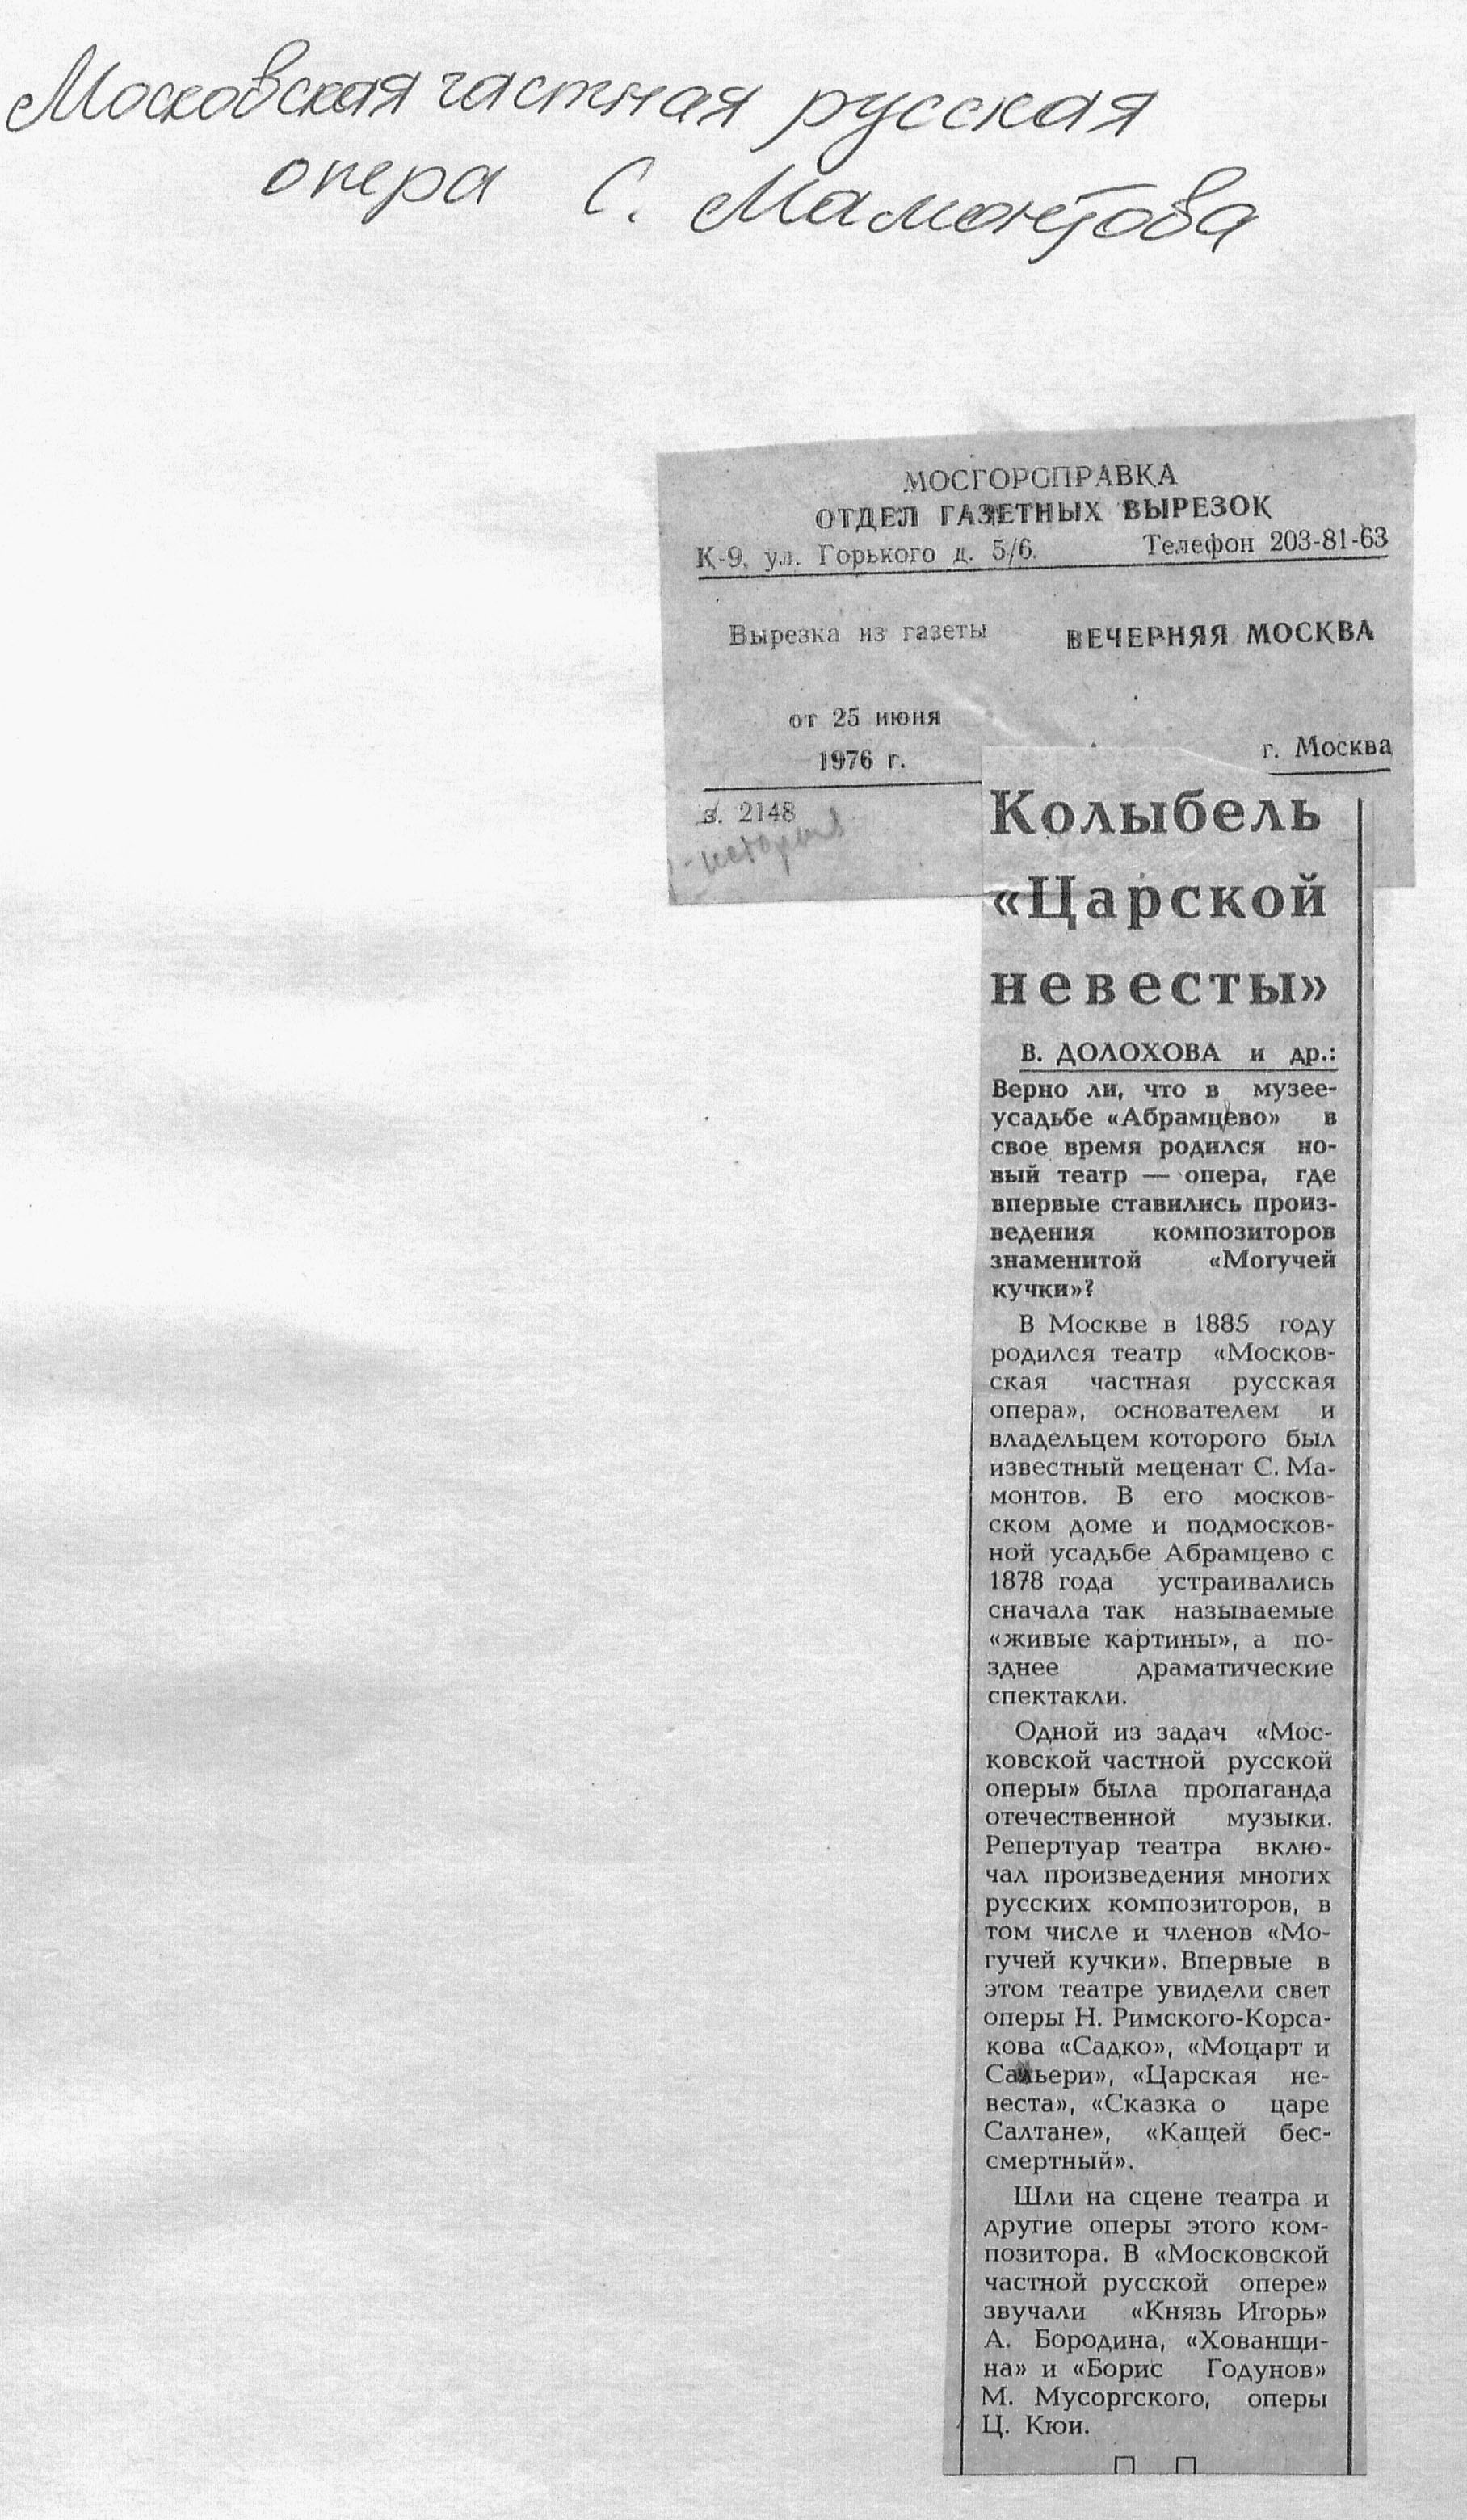 Московская частная русская
опера С. Мамонтова
МОСГОРСПРАВКА
ОТДЕЛ ГАЗЕТНЫХ ВЫРЕЗОК
К-9, ул. Горького д. 5/6. Телефон 203-81-63
Вырезка из газеты ВЕЧЕРНЯЯ МОСКВА
от 25 июня
1976 г.
г. Москва
з. 2148
история
Колыбель
«Царской
невесты»
В. ДОЛОХОВА и др.:
Верно ли, что в музее-
усадьбе «Абрамцево» в
свое время родился но-
вый театр — опера, где
впервые ставились произ-
ведения композиторов
знаменитой «Могучей
кучки»?
В Москве в 1885 году
родился театр «Москов-
ская частная русская
опера», основателем и
владельцем которого был
известный меценат С. Ма-
монтов. В его москов-
ском доме и подмосков-
ной усадьбе Абрамцево с
1878 года устраивались
сначала так называемые
«живые картины», а по-
зднее драматические
спектакли.
Одной из задач «Мос-
ковской частной русской
оперы» была пропаганда
отечественной музыки.
Репертуар театра вклю-
чал произведения многих
русских композиторов, в
том числе и членов «Мо-
гучей кучки». Впервые в
этом театре увидели свет
оперы Н. Римского-Корса-
кова «Садко», «Моцарт и
Сальери», «Царская не-
веста», «Сказка о царе
Салтане», «Кащей бес-
смертный».
Шли на сцене театра и
другие оперы этого ком-
позитора. В «Московской
частной русской опере»
звучали «Князь Игорь»
А. Бородина, «Хованщи-
на» и «Борис Годунов»
М. Мусоргского, оперы
Ц. Кюи.